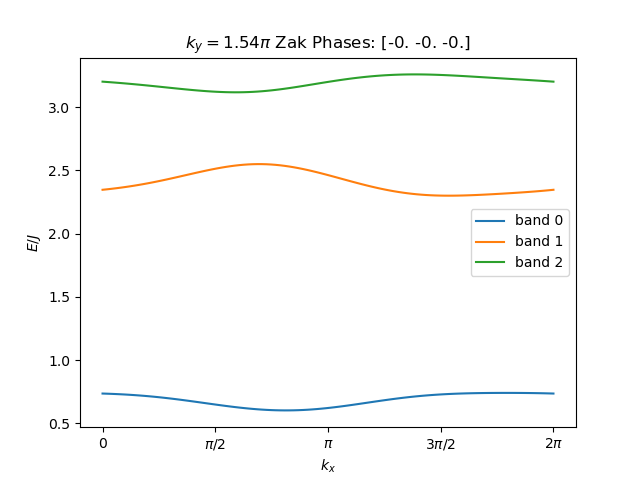 k_y = 1.54π Zak Phases: [-0. -0. -0.]
3.0
2.5
2.0
1.5
1.0
0.5
E/J
band 0
band 1
band 2
0
π/2
π
3π/2
2π
k_x